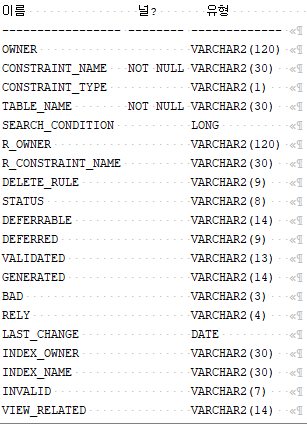 이름 널? 유형
----------------- -------- -------------
OWNER VARCHAR2(120)
CONSTRAINT_NAME NOT NULL VARCHAR2(30)
CONSTRAINT_TYPE VARCHAR2(1)
TABLE_NAME NOT NULL VARCHAR2(30)
SEARCH_CONDITION LONG
R_OWNER VARCHAR2(120)
R_CONSTRAINT_NAME VARCHAR2(30)
DELETE_RULE VARCHAR2(9)
STATUS VARCHAR2(8)
DEFERRABLE VARCHAR2(14)
DEFERRED VARCHAR2(9)
VALIDATED VARCHAR2(13)
GENERATED VARCHAR2(14)
BAD VARCHAR2(3)
RELY VARCHAR2(4)
LAST_CHANGE DATE
INDEX_OWNER VARCHAR2(30)
INDEX_NAME VARCHAR2(30)
INVALID VARCHAR2(7)
VIEW_RELATED VARCHAR2(14)